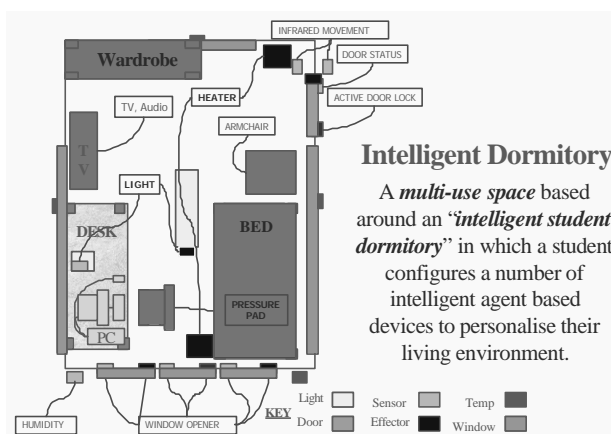 INFRARED MOVEMENT
Wardrobe
DOOR STATUS
HEATER
ACTIVE DOOR LOCK
TV, Audio
ARMCHAIR
T
V
LIGHT
DESK
BED
PRESSURE
PAD
PC
HUMIDITY
WINDOW OPENER
KEY
Light
Sensor
Temp
Door
Effector
Window
Intelligent Dormitory
A multi-use space based
around an “intelligent student
dormitory” in which a student
configures a number of
intelligent agent based
devices to personalise their
living environment.